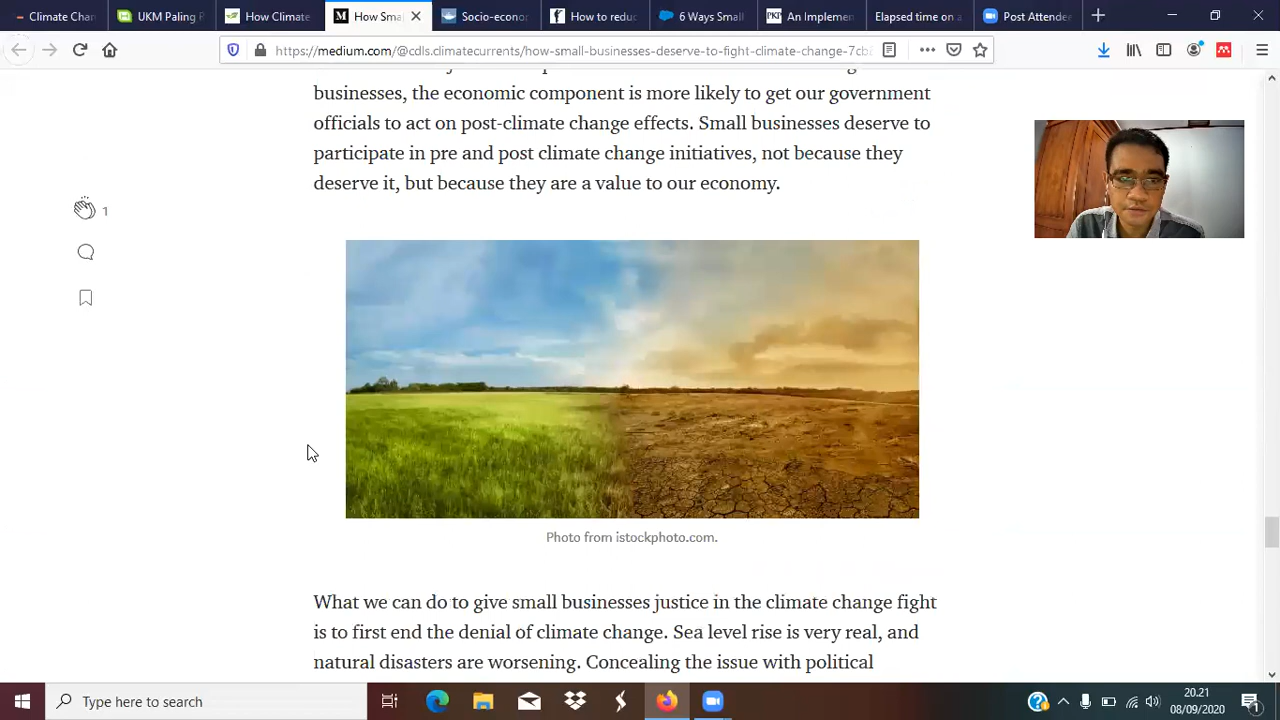 Climate Chan
UKM Paling P
How Climate
How Sma
Socio-econo
How to redu
6 Ways Small
An Implemen
Elapsed time on a
Post Attendee
https://medium.com/@cdls.climatecurrents/how-small-businesses-deserve-to-fight-climate-change-7cb
businesses, the economic component is more likely to get our government
officials to act on post-climate change effects. Small businesses deserve to
participate in pre and post climate change initiatives, not because they
deserve it, but because they are a value to our economy.
1
Photo from istockphoto.com.
What we can do to give small businesses justice in the climate change fight
is to first end the denial of climate change. Sea level rise is very real, and
natural disasters are worsening. Concealing the issue with political
Type here to search
20.21
08/09/2020
1